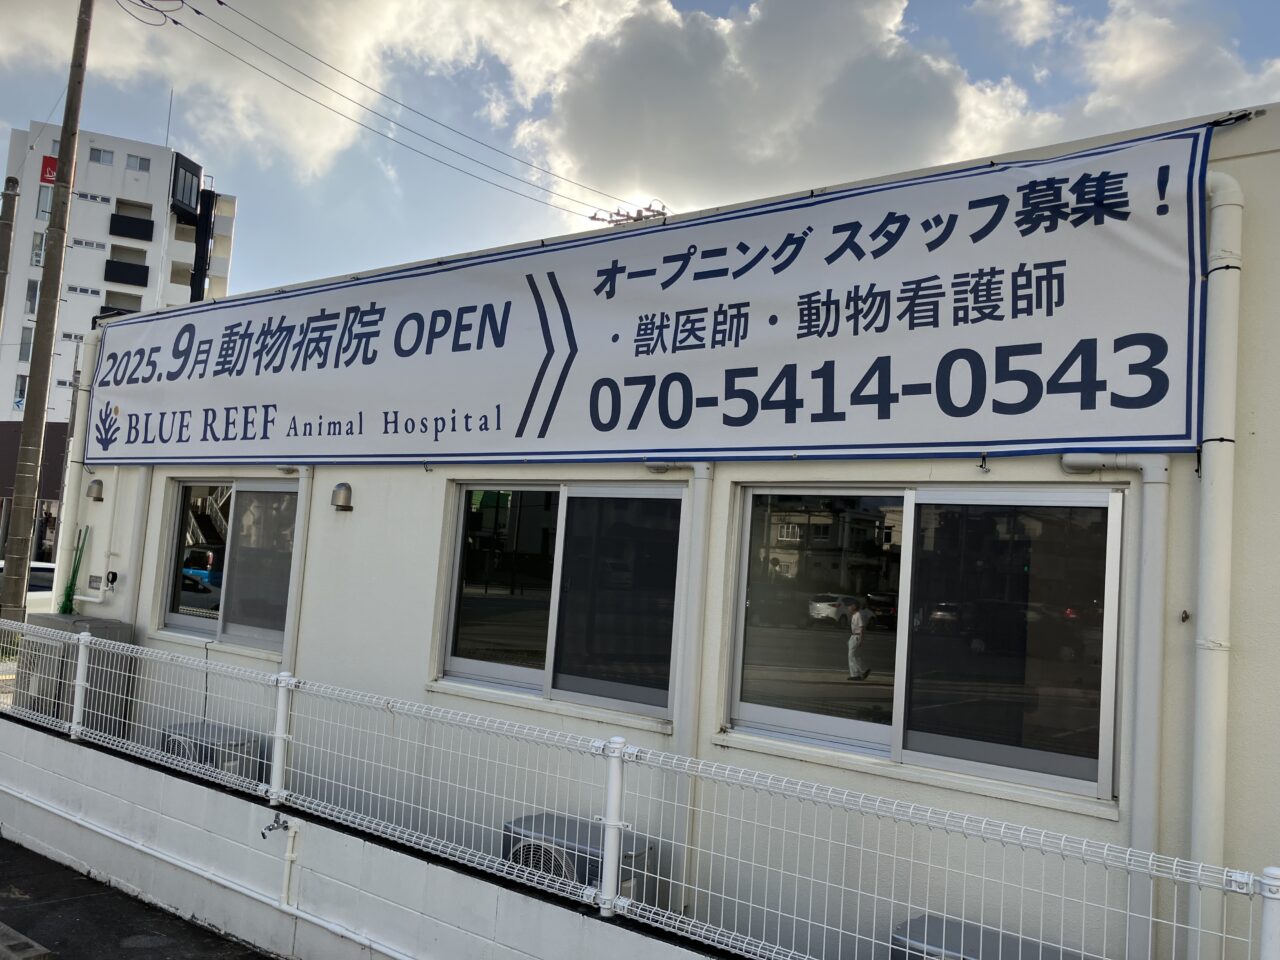 2025.9月動物病院 OPEN
BLUE REEF Animal Hospital
オープニング スタッフ募集！
・獣医師・動物看護師
070-5414-0543